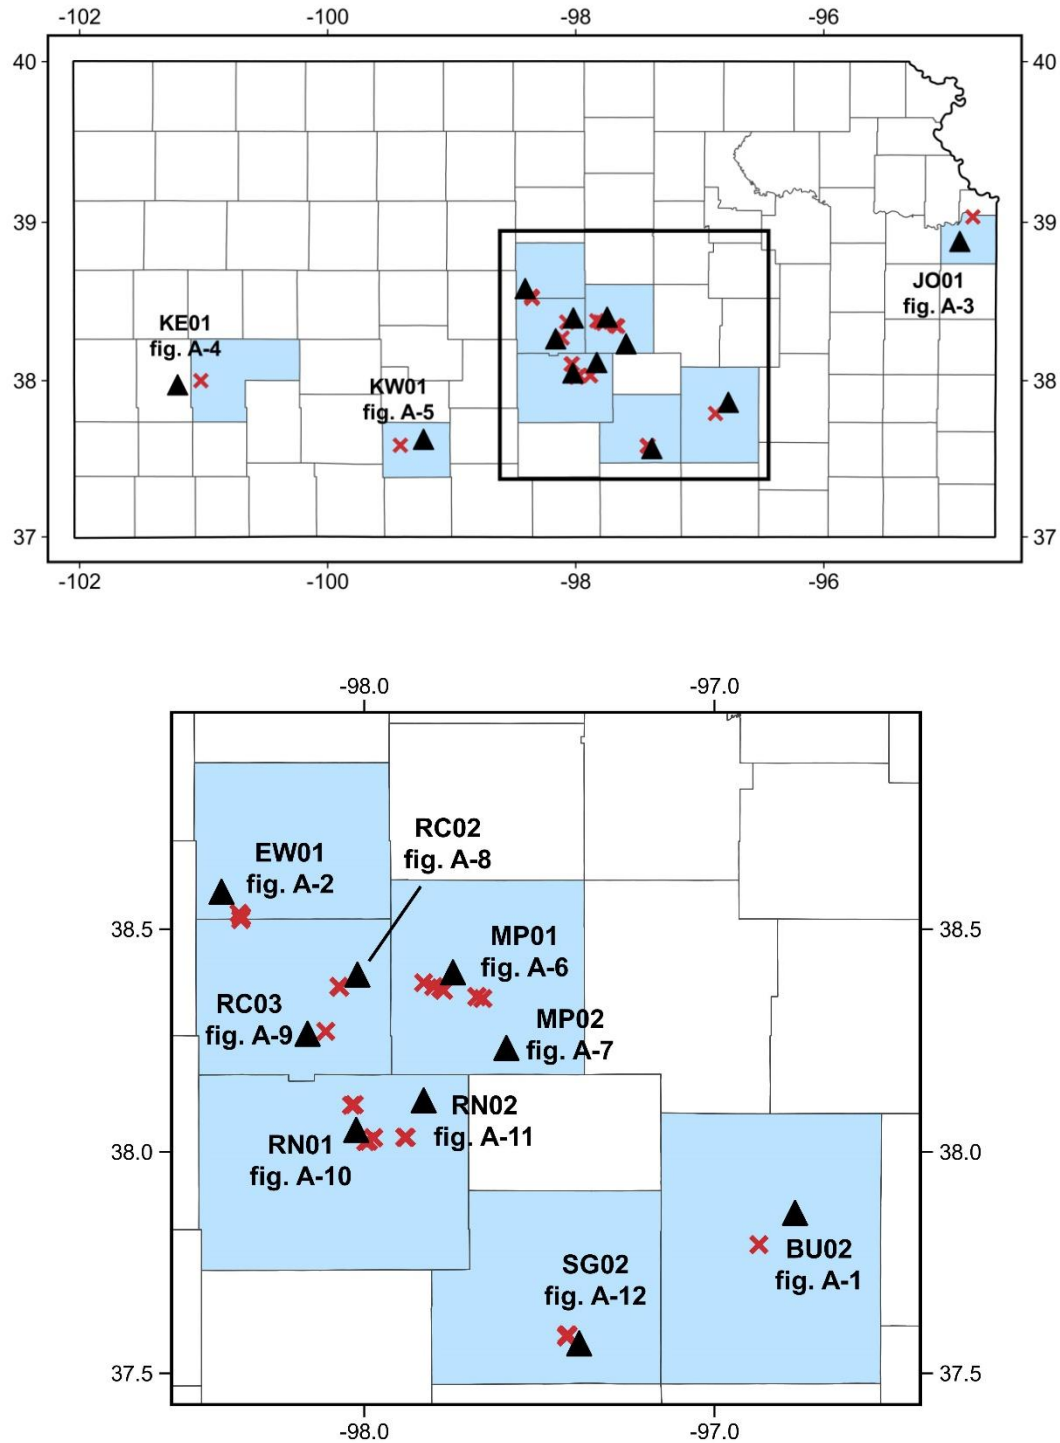 -102 -100 -98 -96
40 40
39 39
JO01
fig. A-3
KE01
fig. A-4
38 38
KW01
fig. A-5
37 37
-102 -100 -98 -96
-98.0 -97.0
RC02
fig. A-8
EW01
fig. A-2
38.5 38.5
MP01
fig. A-6
RC03
fig. A-9
MP02
fig. A-7
RN02
fig. A-11
RN01
fig. A-10
38.0 38.0
BU02
fig. A-1
SG02
fig. A-12
37.5 37.5
-98.0 -97.0